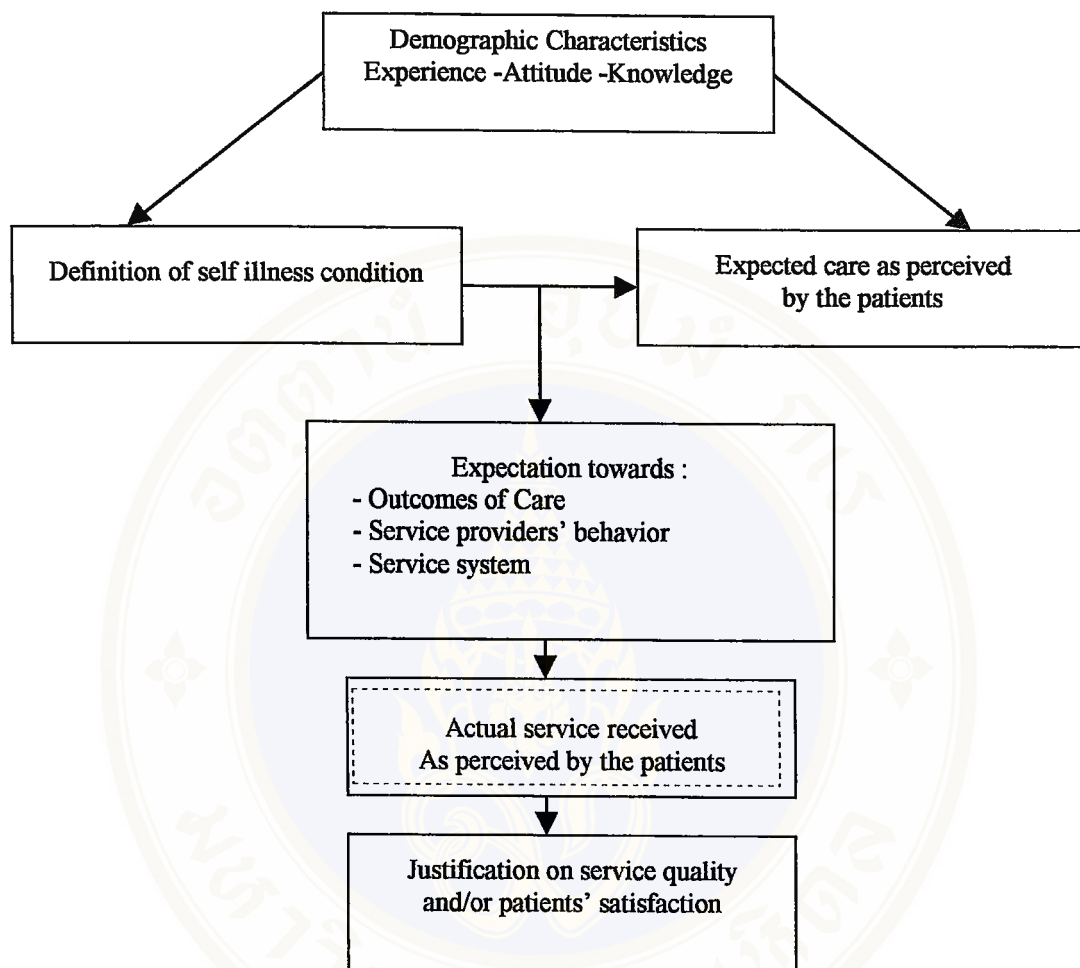 Demographic Characteristics
Experience -Attitude -Knowledge
Definition of self illness condition
Expected care as perceived
by the patients
Expectation towards :
- Outcomes of Care
- Service providers' behavior
- Service system
Actual service received
As perceived by the patients
Justification on service quality
and/or patients' satisfaction